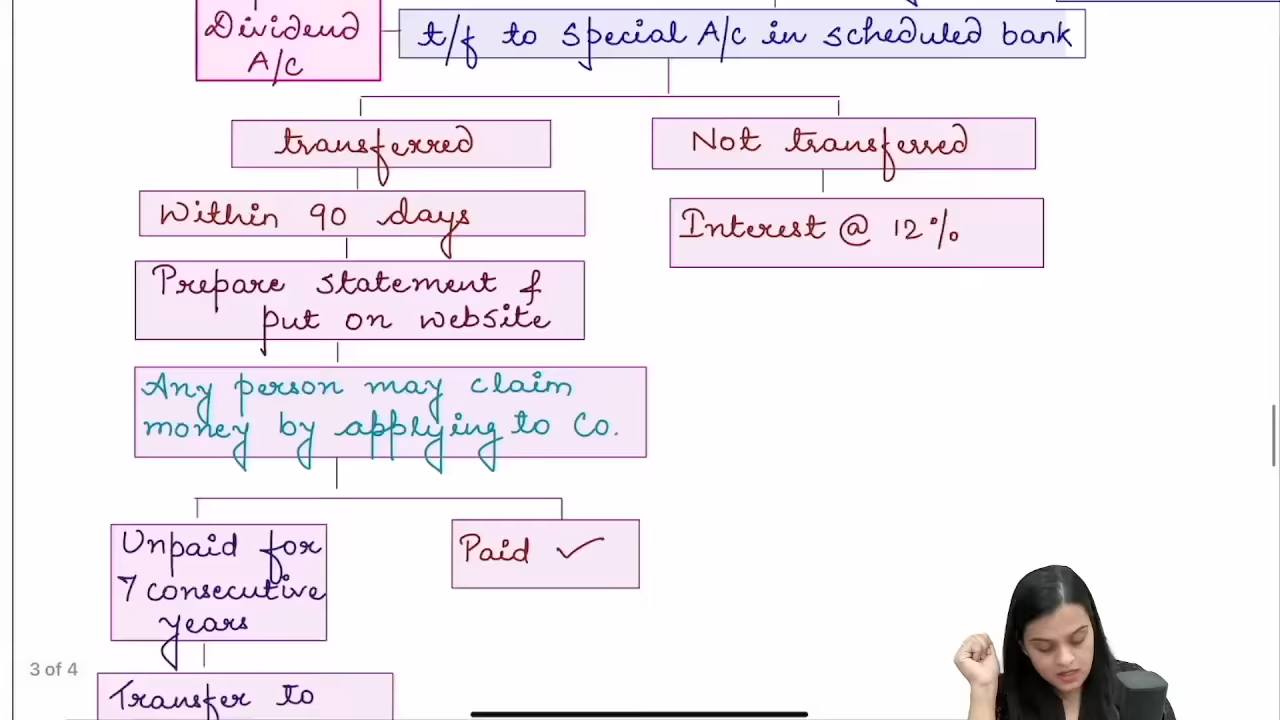 Dividend
A/c
t/f to special A/c in scheduled bank
transferred
Not transferred
Within 90 days
Interest @ 12%
Prepare statement &
put on website
Any person may claim
money by applying to Co.
Unpaid for
7 consecutive
years
Paid ✓
3 of 4
Transfer to